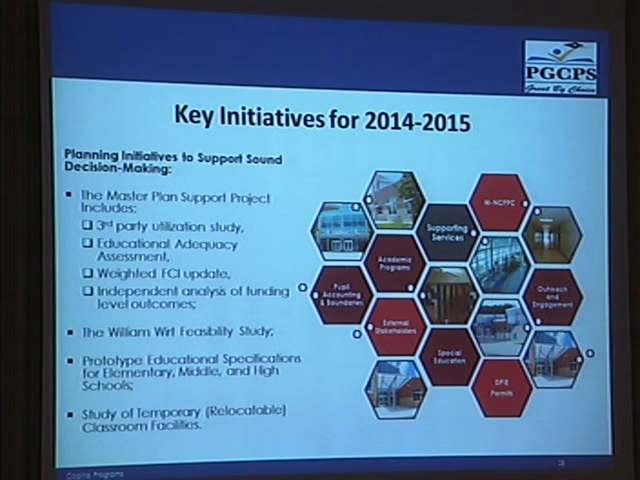 PGCPS
Great By Choice
Key Initiatives for 2014-2015
Planning Initiatives to Support Sound
Decision-Making:
▪ The Master Plan Support Project
Includes:
❑ 3rd party utilization study,
❑ Educational Adequacy
Assessment,
❑ Weighted FCI update,
❑ Independent analysis of funding
level outcomes;
▪ The William Wirt Feasibility Study;
▪ Prototype Educational Specifications
for Elementary, Middle, and High
Schools;
▪ Study of Temporary (Relocatable)
Classroom Facilities.
M-NCPPC
Supporting
Services
Academic
Programs
Pupil
Accounting
& Boundaries
Outreach
and
Engagement
External
Stakeholders
Special
Education
Permits
Capital Programs